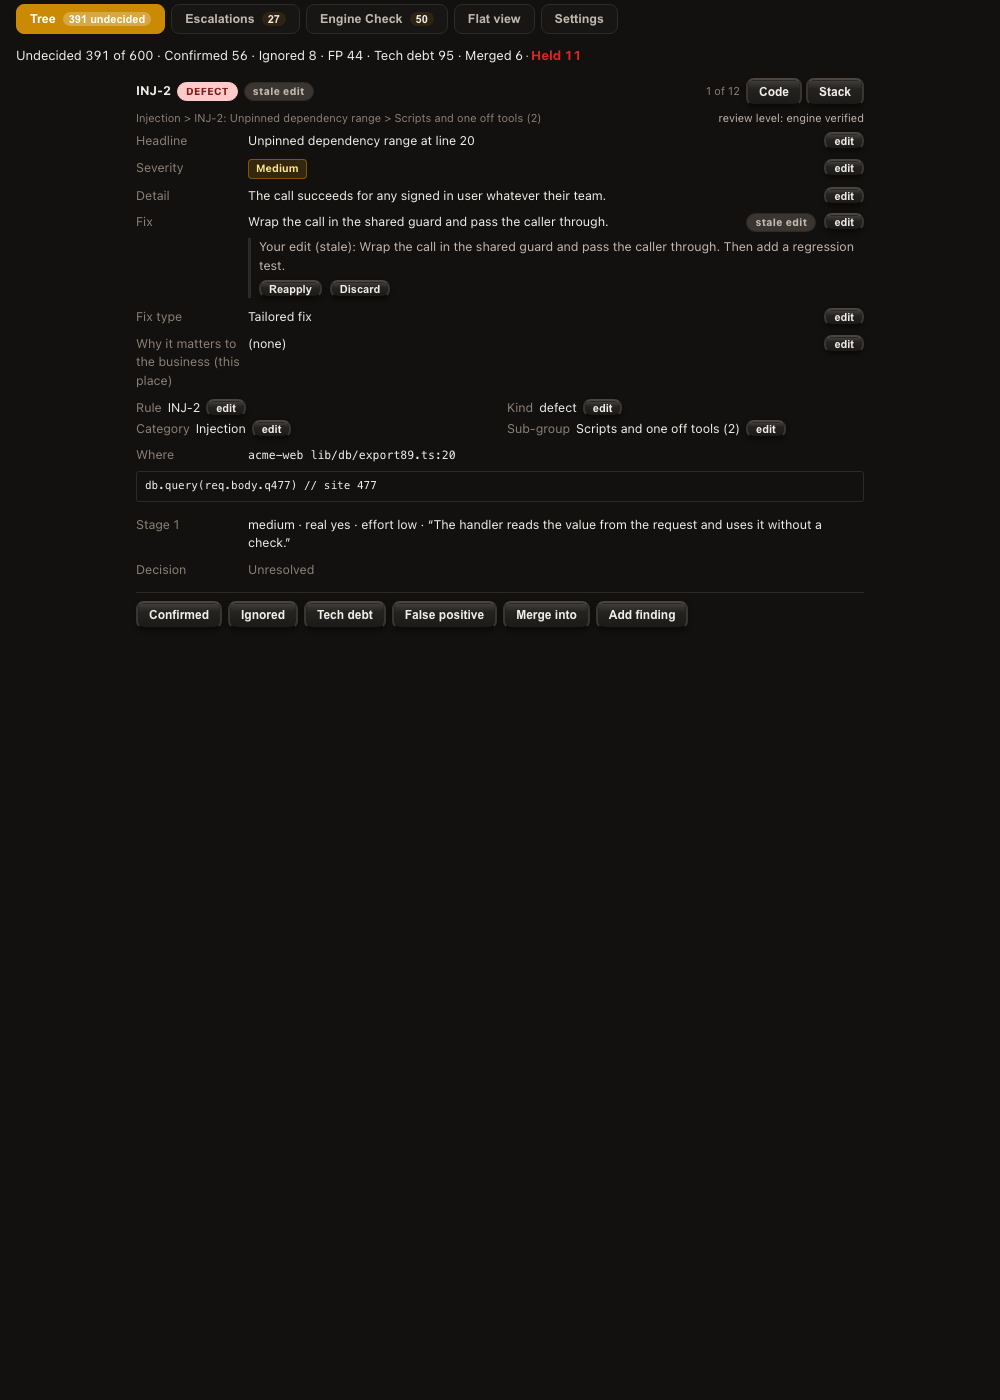 Tree 391 undecided Escalations 27 Engine Check 50 Flat view Settings
Undecided 391 of 600 · Confirmed 56 · Ignored 8 · FP 44 · Tech debt 95 · Merged 6 · Held 11
INJ-2 DEFECT stale edit 1 of 12 Code Stack
Injection > INJ-2: Unpinned dependency range > Scripts and one off tools (2) review level: engine verified
Headline Unpinned dependency range at line 20 edit
Severity Medium edit
Detail The call succeeds for any signed in user whatever their team. edit
Fix Wrap the call in the shared guard and pass the caller through. stale edit edit
Your edit (stale): Wrap the call in the shared guard and pass the caller through. Then add a regression
test.
Reapply Discard
Fix type Tailored fix edit
Why it matters to (none) edit
the business (this
place)
Rule INJ-2 edit Kind defect edit
Category Injection edit Sub-group Scripts and one off tools (2) edit
Where acme-web lib/db/export89.ts:20
db.query(req.body.q477) // site 477
Stage 1 medium · real yes · effort low · “The handler reads the value from the request and uses it without a
check.”
Decision Unresolved
Confirmed Ignored Tech debt False positive Merge into Add finding